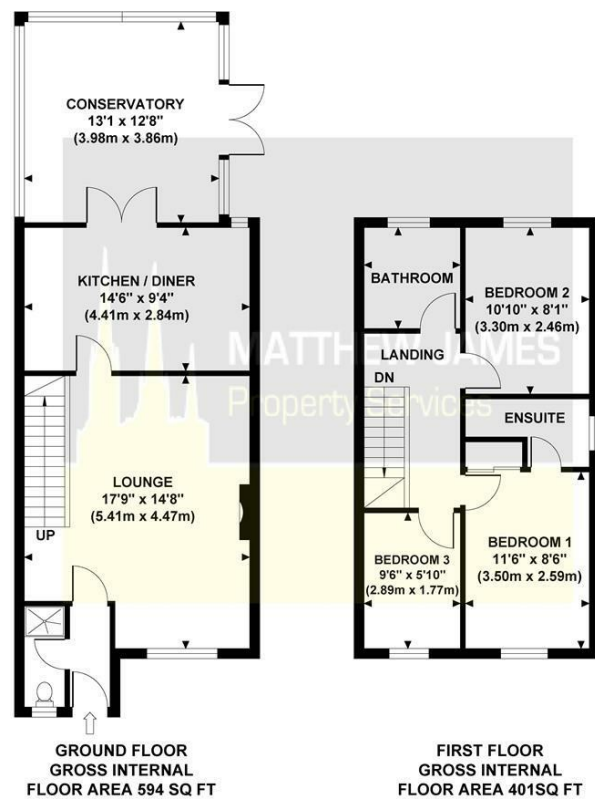 CONSERVATORY
13'1 x 12'8"
(3.98m x 3.86m)
KITCHEN / DINER
14'6" x 9'4"
(4.41m x 2.84m)
LOUNGE
17'9" x 14'8"
(5.41m x 4.47m)
UP
GROUND FLOOR
GROSS INTERNAL
FLOOR AREA 594 SQ FT
BATHROOM
BEDROOM 2
10'10" x 8'1"
(3.30m x 2.46m)
LANDING
DN
ENSUITE
BEDROOM 1
11'6" x 8'6"
(3.50m x 2.59m)
BEDROOM 3
9'6" x 5'10"
(2.89m x 1.77m)
FIRST FLOOR
GROSS INTERNAL
FLOOR AREA 401SQ FT
MATTHEW JAMES
Property Services